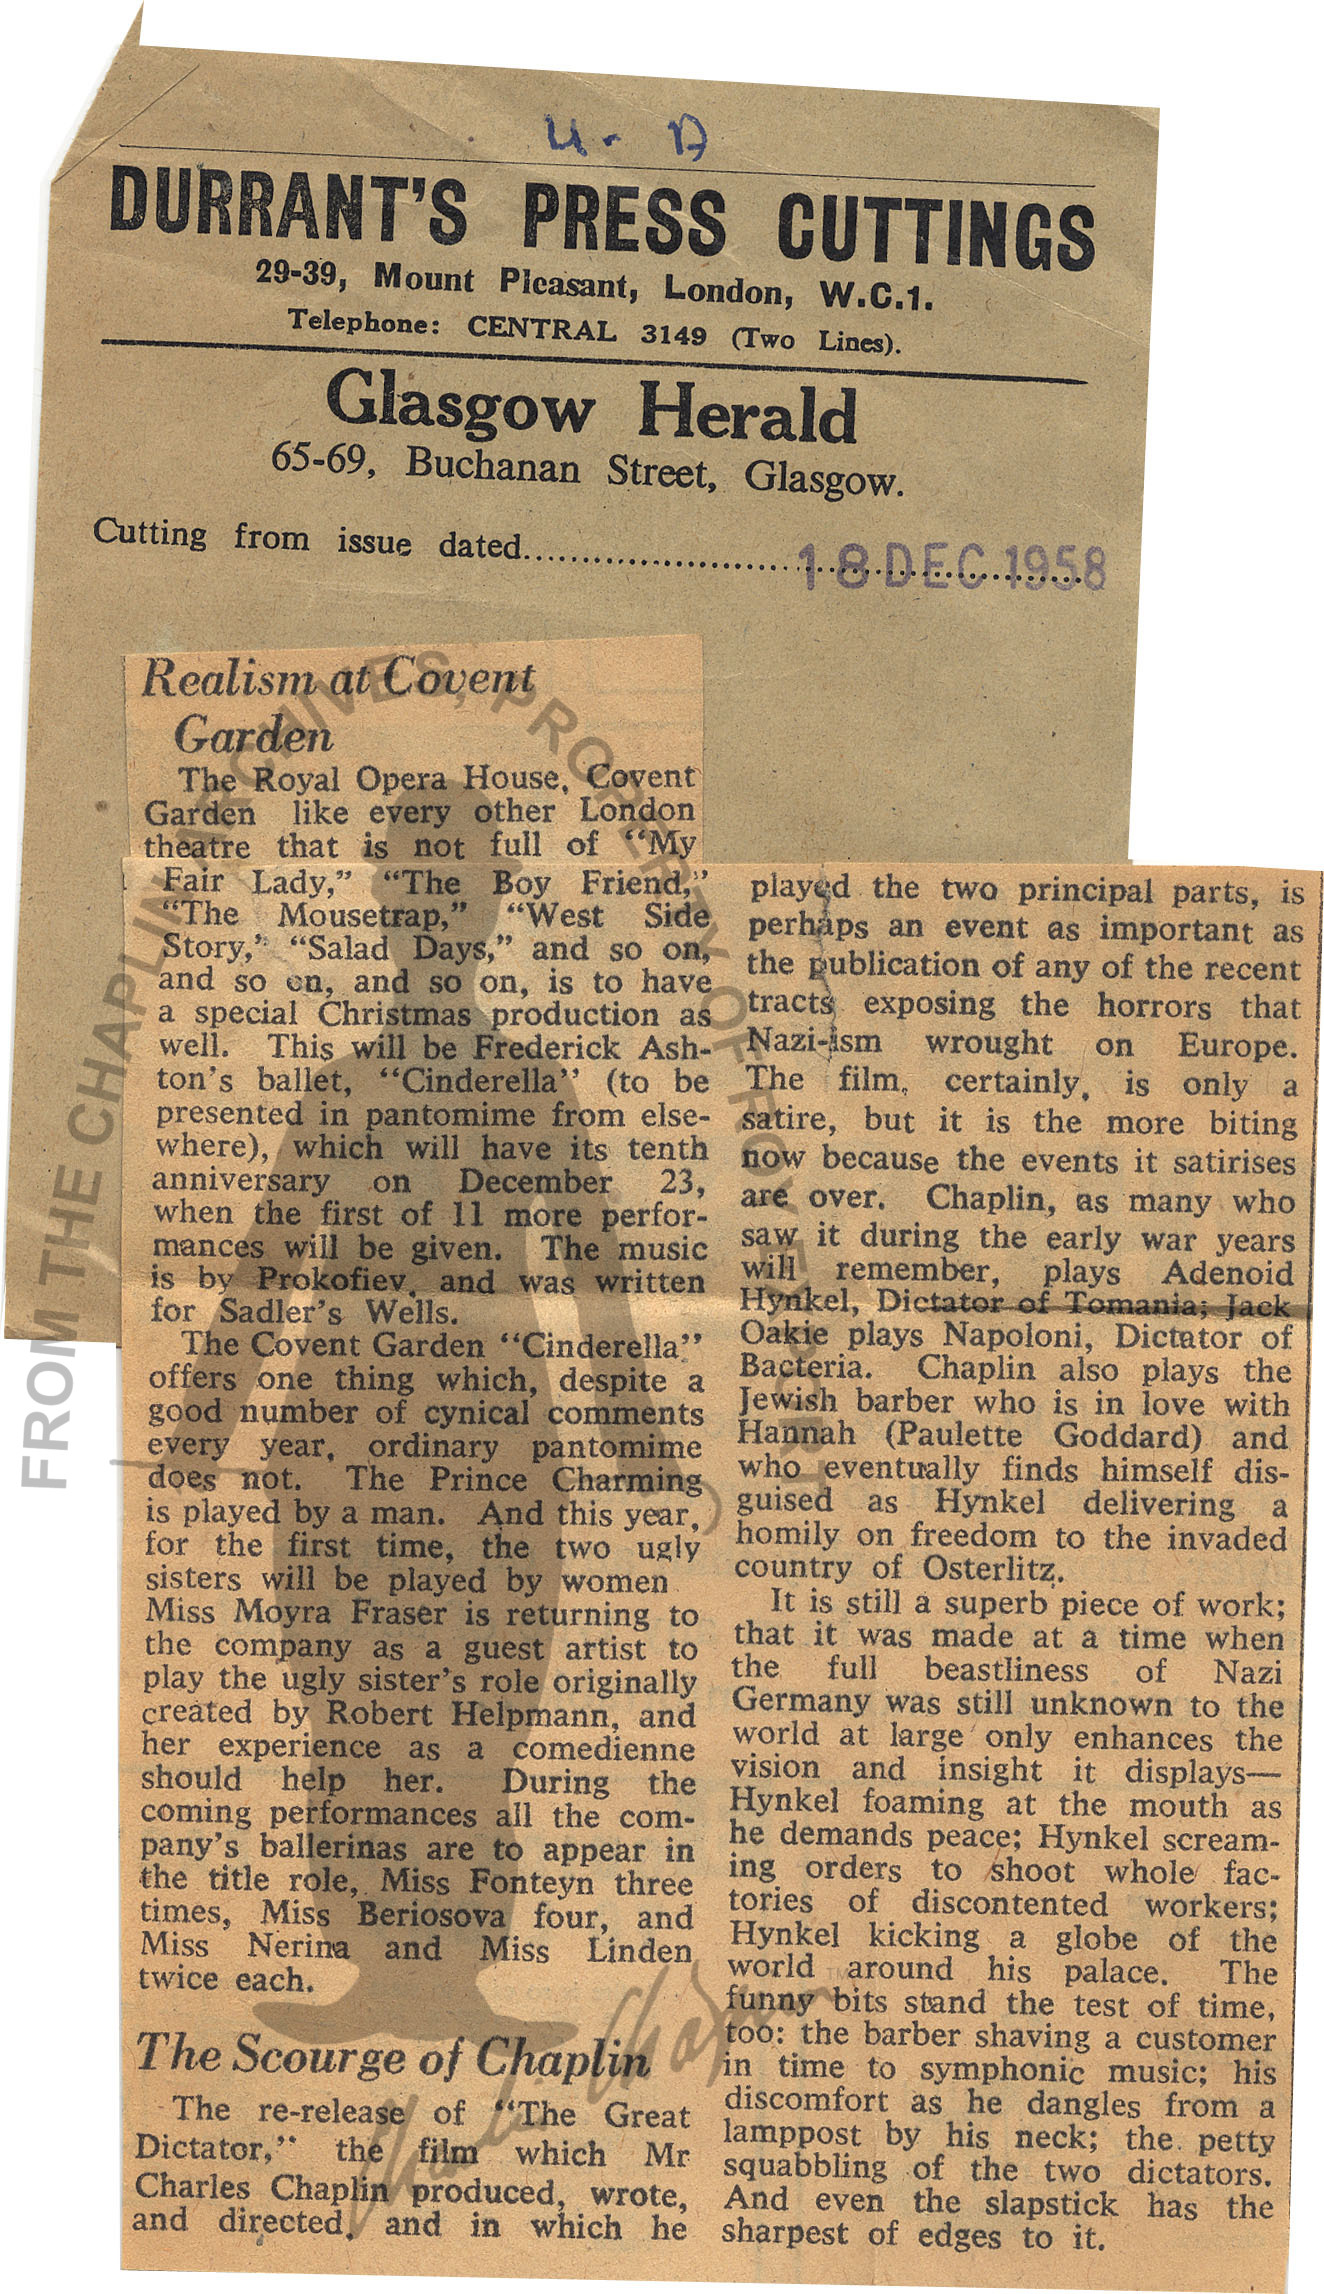 4. A
DURRANT'S PRESS CUTTINGS
29-39, Mount Pleasant, London, W.C.1.
Telephone: CENTRAL 3149 (Two Lines).
Glasgow Herald
65-69, Buchanan Street, Glasgow.
Cutting from issue dated.......................................
18 DEC 1958
Realism at Covent
Garden
The Royal Opera House, Covent
Garden like every other London
theatre that is not full of "My
Fair Lady," "The Boy Friend,"
"The Mousetrap," "West Side
Story," "Salad Days," and so on,
and so on, and so on, is to have
a special Christmas production as
well. This will be Frederick Ash-
ton's ballet, "Cinderella" (to be
presented in pantomime from else-
where), which will have its tenth
anniversary on December 23,
when the first of 11 more perfor-
mances will be given. The music
is by Prokofiev, and was written
for Sadler's Wells.
The Covent Garden "Cinderella"
offers one thing which, despite a
good number of cynical comments
every year, ordinary pantomime
does not. The Prince Charming
is played by a man. And this year,
for the first time, the two ugly
sisters will be played by women
Miss Moyra Fraser is returning to
the company as a guest artist to
play the ugly sister's role originally
created by Robert Helpmann, and
her experience as a comedienne
should help her. During the
coming performances all the com-
pany's ballerinas are to appear in
the title role, Miss Fonteyn three
times, Miss Beriosova four, and
Miss Nerina and Miss Linden
twice each.
The Scourge of Chaplin
The re-release of "The Great
Dictator," the film which Mr
Charles Chaplin produced, wrote,
and directed, and in which he
played the two principal parts, is
perhaps an event as important as
the publication of any of the recent
tracts exposing the horrors that
Nazi-ism wrought on Europe.
The film, certainly, is only a
satire, but it is the more biting
now because the events it satirises
are over. Chaplin, as many who
saw it during the early war years
will remember, plays Adenoid
Hynkel, Dictator of Tomania; Jack
Oakie plays Napoloni, Dictator of
Bacteria. Chaplin also plays the
Jewish barber who is in love with
Hannah (Paulette Goddard) and
who eventually finds himself dis-
guised as Hynkel delivering a
homily on freedom to the invaded
country of Osterlitz.
It is still a superb piece of work;
that it was made at a time when
the full beastliness of Nazi
Germany was still unknown to the
world at large only enhances the
vision and insight it displays—
Hynkel foaming at the mouth as
he demands peace; Hynkel scream-
ing orders to shoot whole fac-
tories of discontented workers;
Hynkel kicking a globe of the
world around his palace. The
funny bits stand the test of time,
too: the barber shaving a customer
in time to symphonic music; his
discomfort as he dangles from a
lamppost by his neck; the petty
squabbling of the two dictators.
And even the slapstick has the
sharpest of edges to it.
FROM THE CHAPLIN ARCHIVES, PROPERTY OF ROY EXPORT
Charlie Chaplin